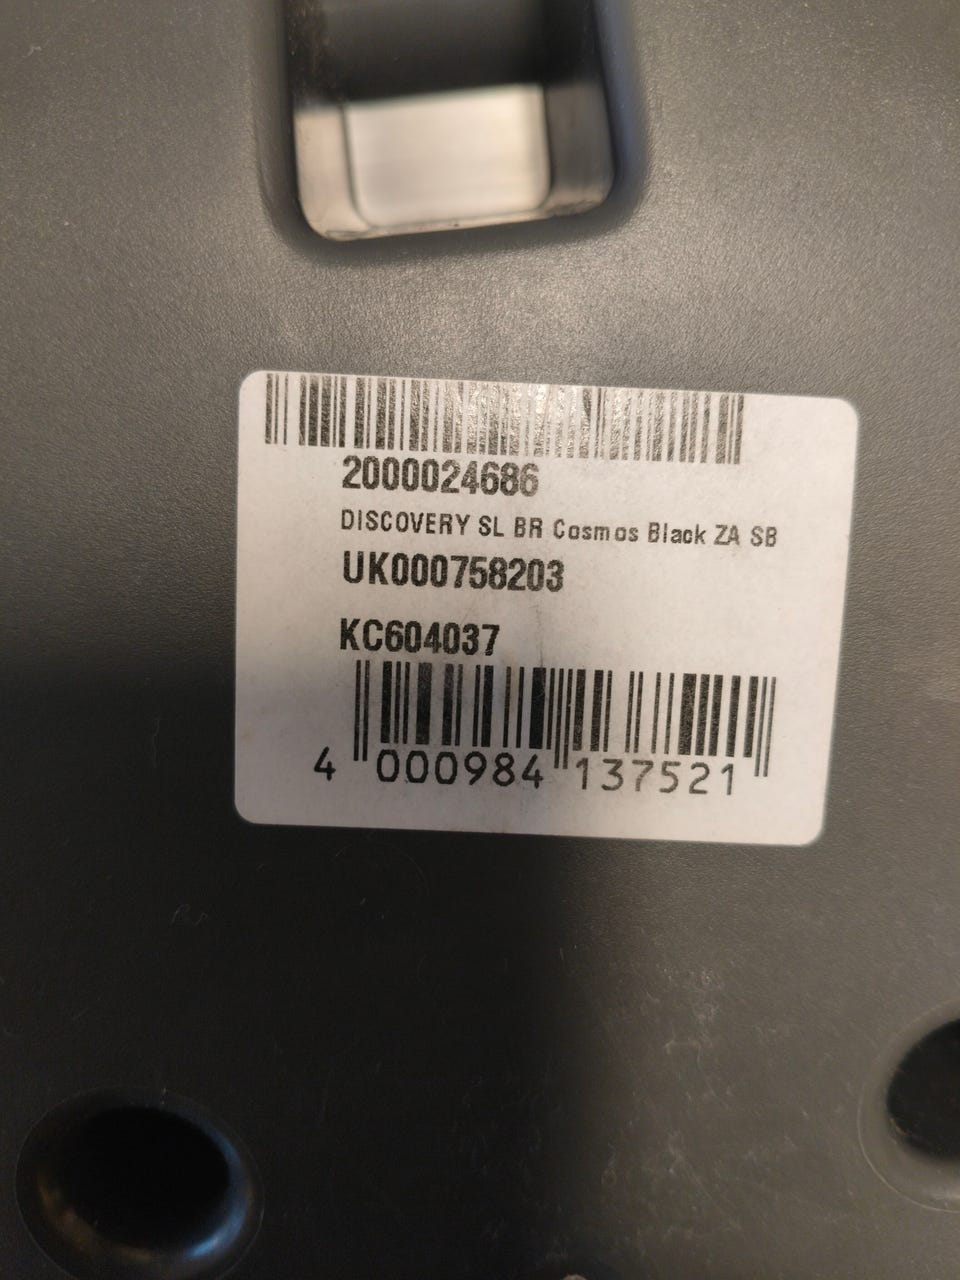 2000024686
DISCOVERY SL BR Cosmos Black ZA SB
UK000758203
KC604037
4 000984 137521